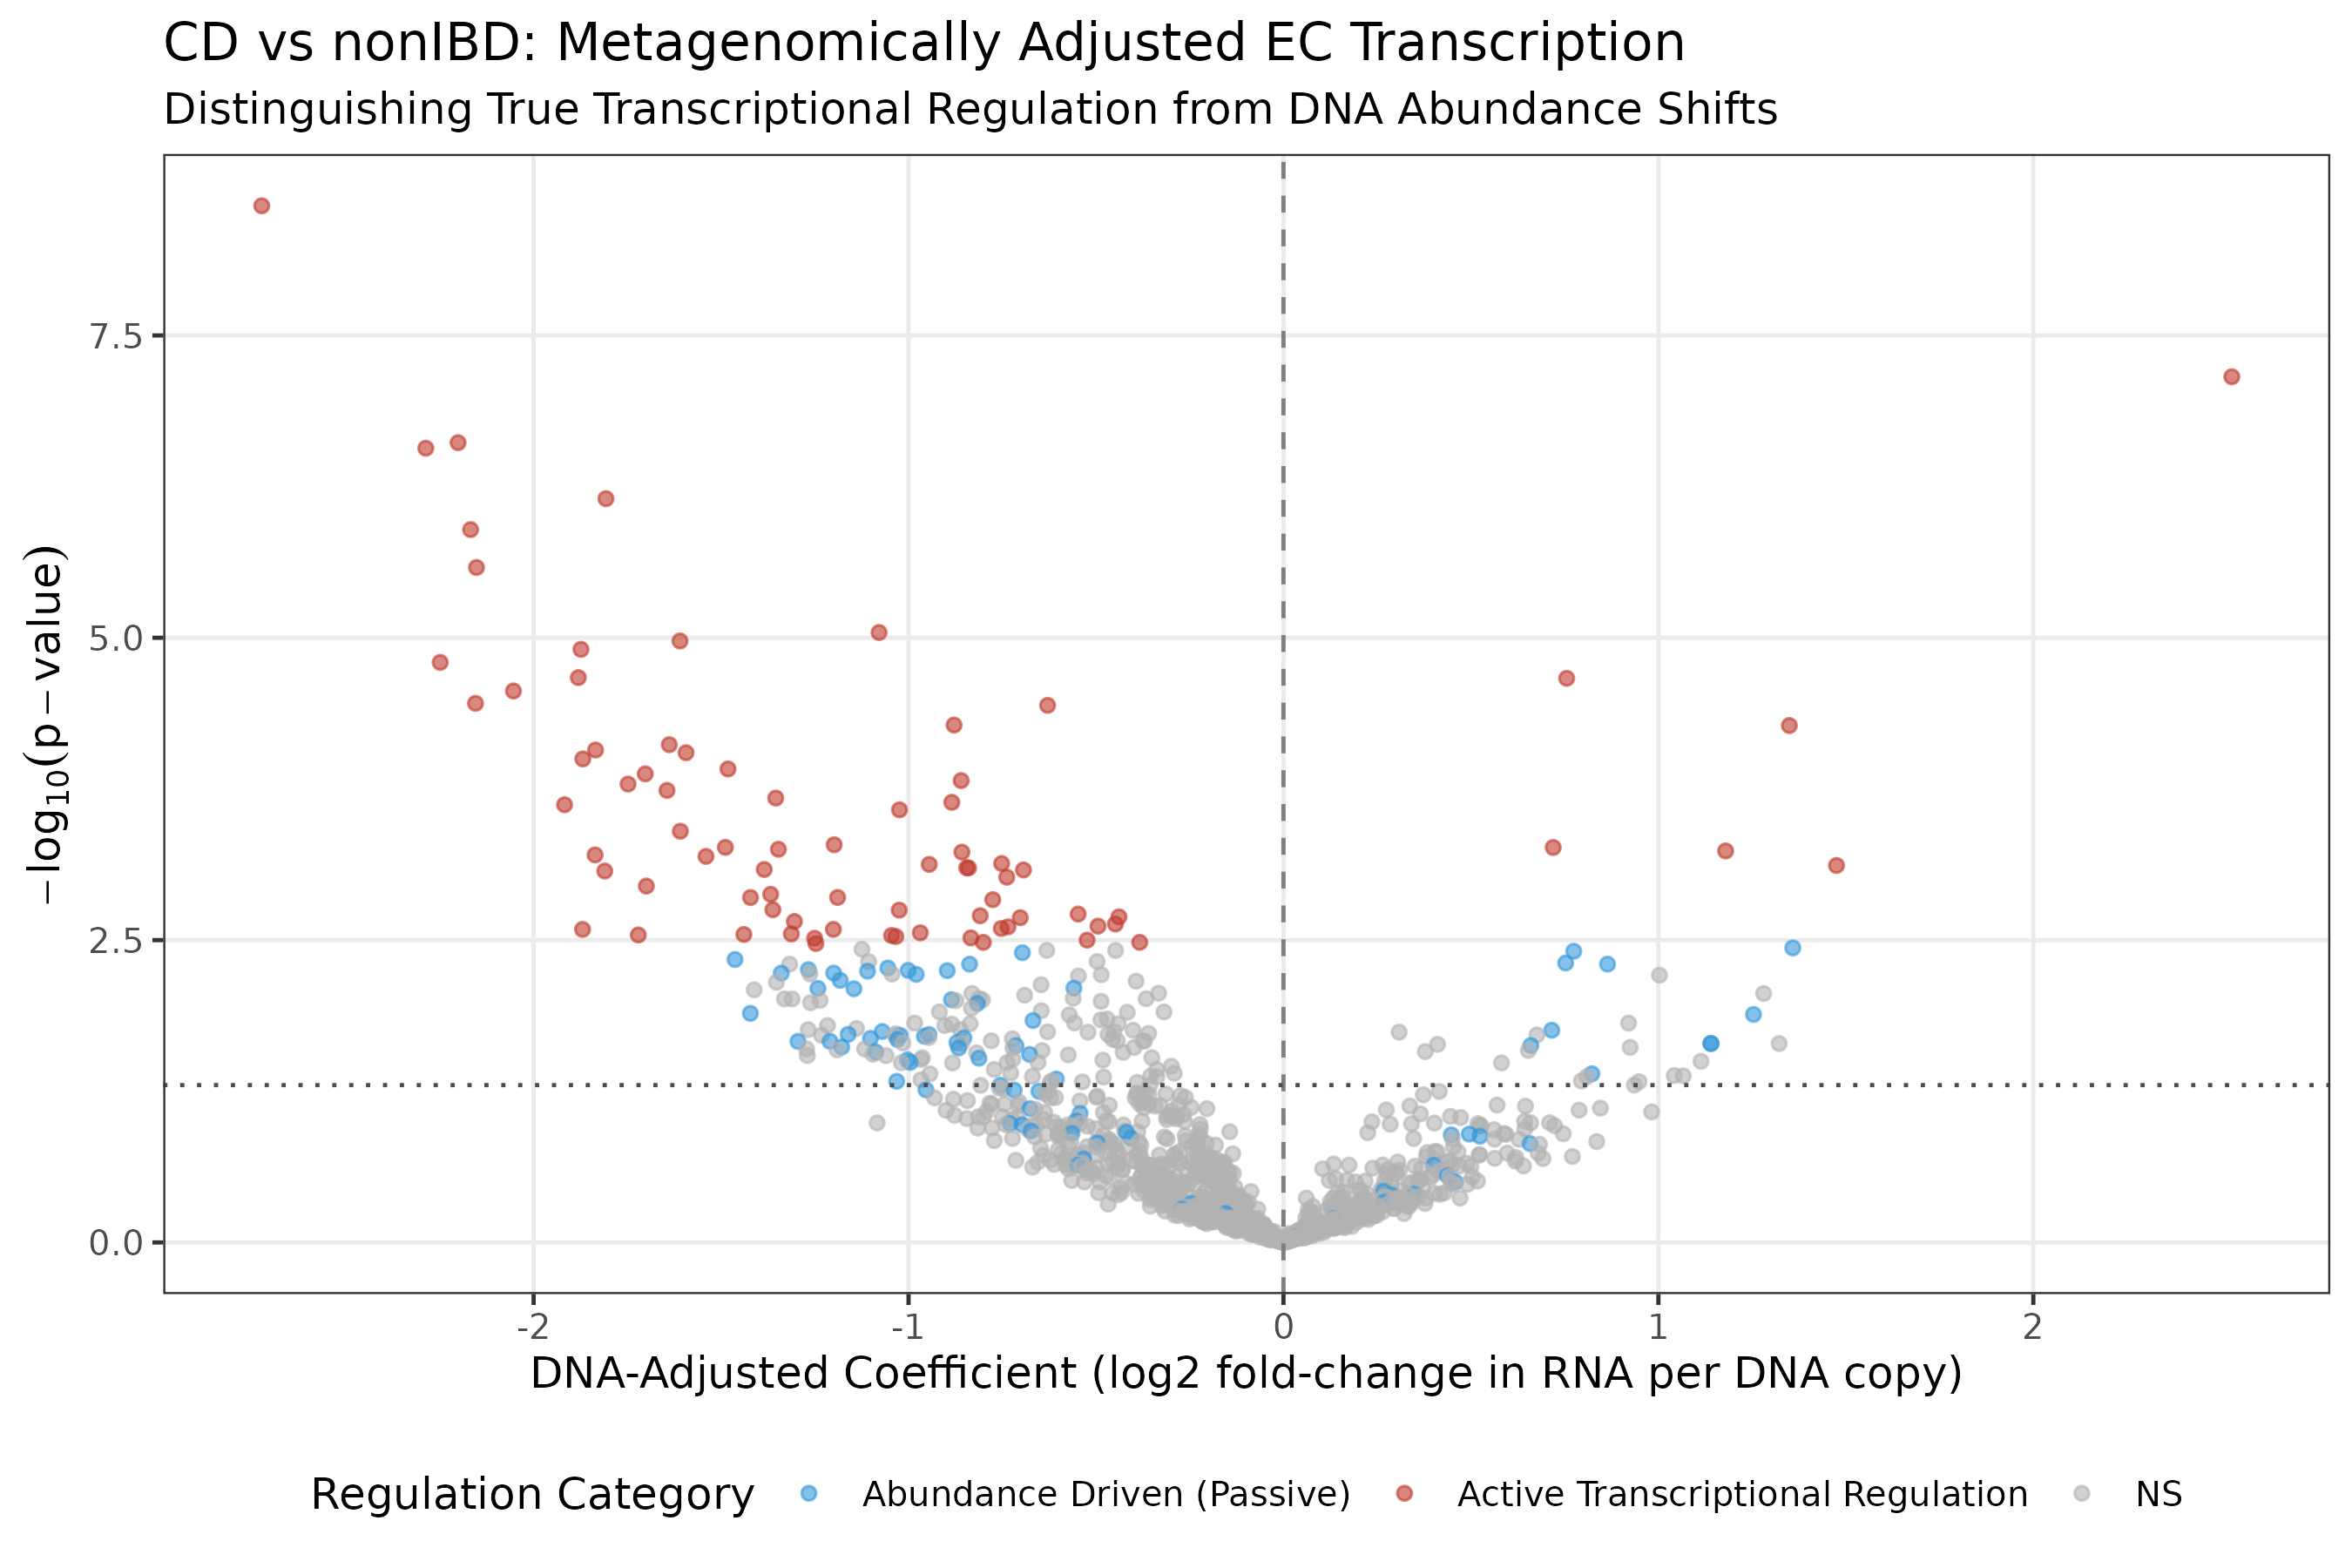 CD vs nonIBD: Metagenomically Adjusted EC Transcription
Distinguishing True Transcriptional Regulation from DNA Abundance Shifts
−log₁₀(p − value)
7.5
5.0
2.5
0.0
-2 -1 0 1 2
DNA-Adjusted Coefficient (log2 fold-change in RNA per DNA copy)
Regulation Category Abundance Driven (Passive) Active Transcriptional Regulation NS